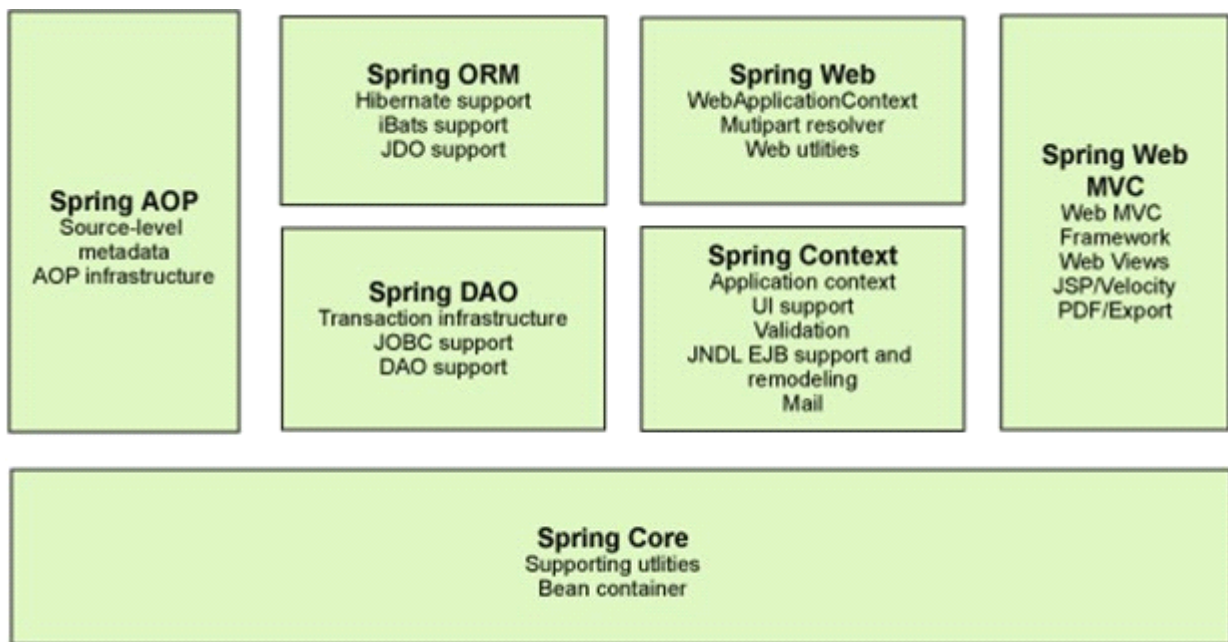 Spring AOP
Source-level
metadata
AOP infrastructure
Spring ORM
Hibernate support
iBats support
JDO support
Spring DAO
Transaction infrastructure
JOBC support
DAO support
Spring Web
WebApplicationContext
Mutipart resolver
Web utlities
Spring Context
Application context
UI support
Validation
JNDL EJB support and
remodeling
Mail
Spring Web
MVC
Web MVC
Framework
Web Views
JSP/Velocity
PDF/Export
Spring Core
Supporting utlities
Bean container